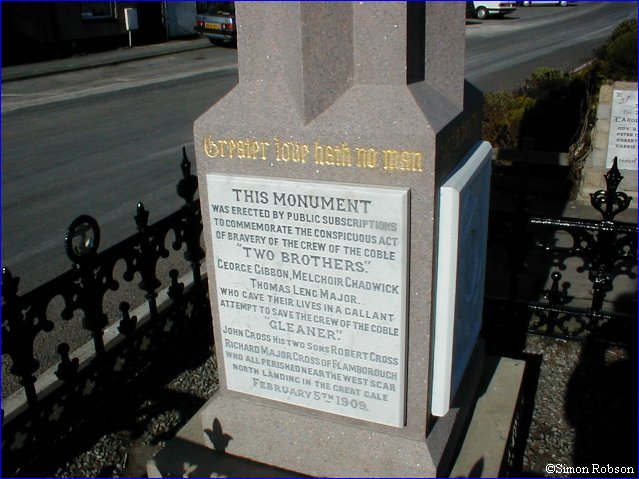 Greater love hath no man
THIS MONUMENT
WAS ERECTED BY PUBLIC SUBSCRIPTIONS
TO COMMEMORATE THE CONSPICUOUS ACT
OF BRAVERY OF THE CREW OF THE COBLE
"TWO BROTHERS".
GEORGE GIBBON, MELCHOIR CHADWICK
THOMAS LENG MAJOR.
WHO GAVE THEIR LIVES IN A GALLANT
ATTEMPT TO SAVE THE CREW OF THE COBLE
"GLEANER".
JOHN CROSS HIS TWO SONS ROBERT CROSS
RICHARD MAJOR CROSS OF FLAMBOROUGH
WHO ALL PERISHED NEAR THE WEST SCAR
NORTH LANDING IN THE GREAT GALE
FEBRUARY 5TH 1909.
©Simon Robson